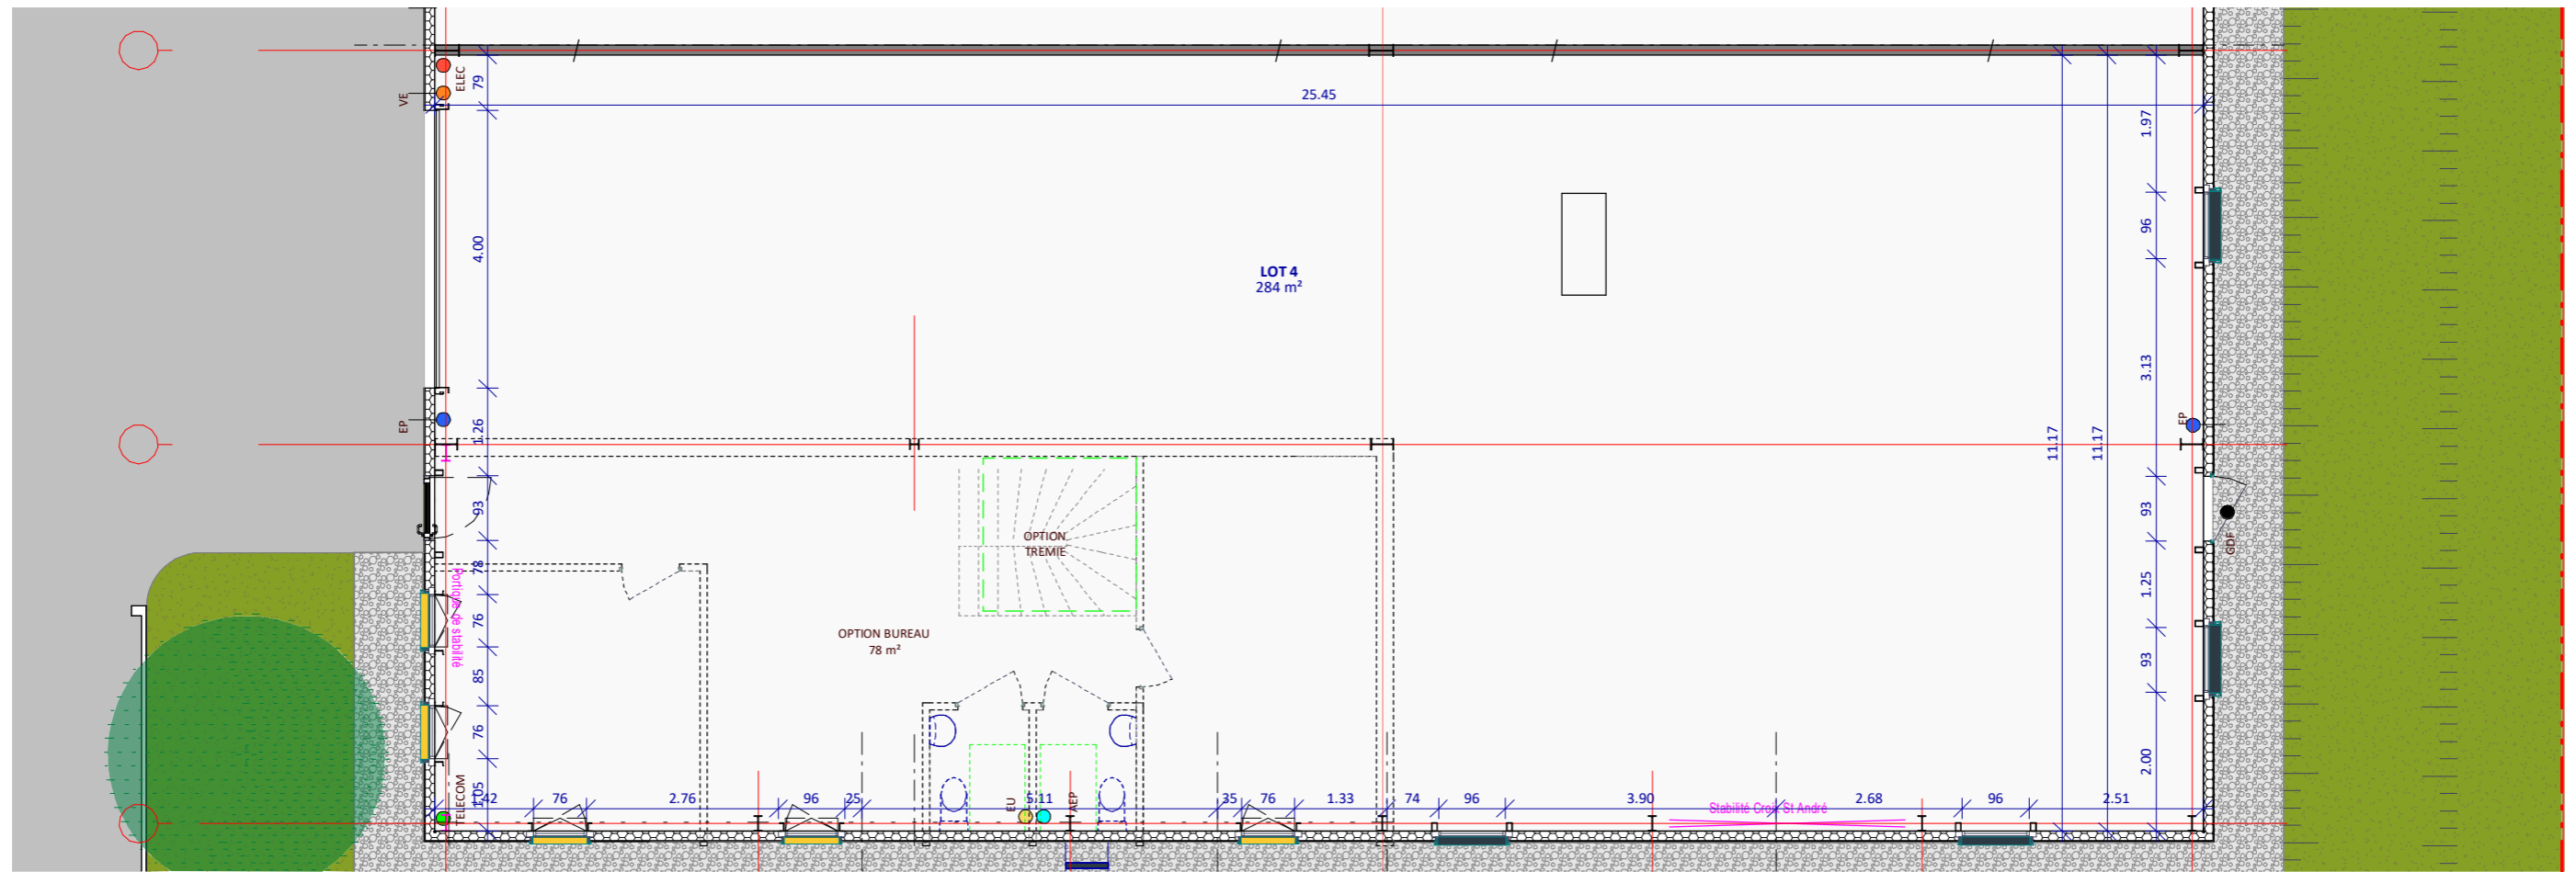 ELEC
VE
79
25.45
1.97
96
4.00
LOT 4
284 m²
3.13
EP
1.26
11.17
11.17
EP
93
93
GDF
OPTION
TREMIE
78
Portique de stabilité
1.25
76
OPTION BUREAU
78 m²
85
93
76
2.00
TELECOM
1.05
1.42
76
2.76
96
25
EU
5.11
AEP
35
76
1.33
74
96
3.90
Stabilité Croix St André
2.68
96
2.51